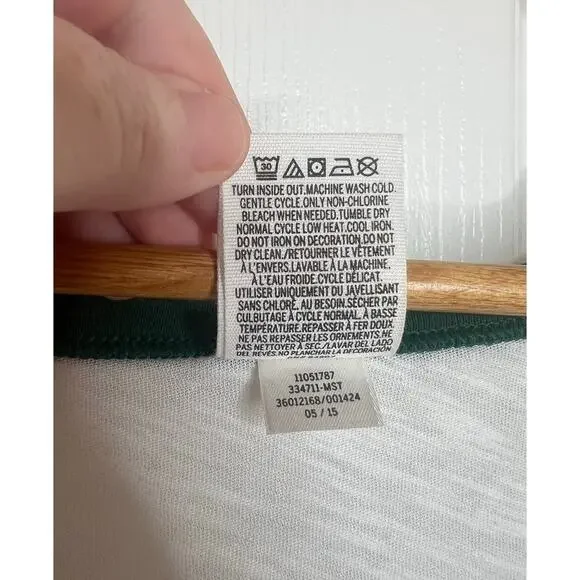 30
TURN INSIDE OUT.MACHINE WASH COLD.
GENTLE CYCLE.ONLY NON-CHLORINE
BLEACH WHEN NEEDED.TUMBLE DRY
NORMAL CYCLE LOW HEAT.COOL IRON.
DO NOT IRON ON DECORATION.DO NOT
DRY CLEAN./RETOURNER LE VÊTEMENT
À L'ENVERS.LAVABLE À LA MACHINE,
À L'EAU FROIDE.CYCLE DÉLICAT.
UTILISER UNIQUEMENT DU JAVELLISANT
SANS CHLORE, AU BESOIN.SÉCHER PAR
CULBUTAGE À CYCLE NORMAL, À BASSE
TEMPÉRATURE.REPASSER À FER DOUX.
NE PAS REPASSER LES ORNEMENTS.
NE PAS NETTOYER À SEC./LAVAR DEL LADO
DEL REVÉS.NO PLANCHAR LA DECORACIÓN
11051787
334711-MST
36012168/001424
05 / 15